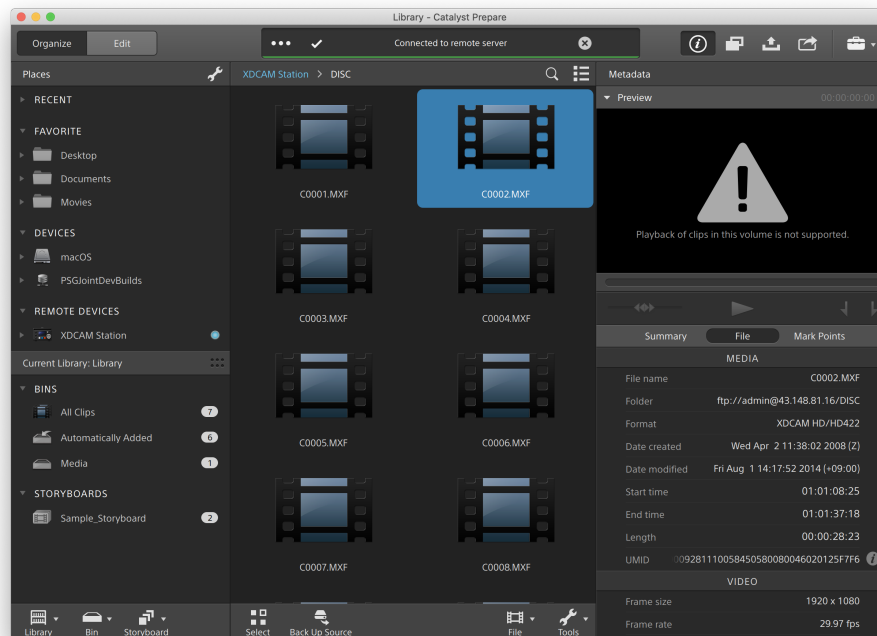 Library - Catalyst Prepare
Organize
Edit
Connected to remote server
Places
XDCAM Station > DISC
Metadata
RECENT
FAVORITE
Desktop
Documents
Movies
DEVICES
macOS
PSGJointDevBuilds
REMOTE DEVICES
XDCAM Station
Current Library: Library
BINS
All Clips 7
Automatically Added 6
Media 1
STORYBOARDS
Sample_Storyboard 2
Library
Bin
Storyboard
C0001.MXF
C0002.MXF
C0003.MXF
C0004.MXF
C0005.MXF
C0006.MXF
C0007.MXF
C0008.MXF
Select
Back Up Source
File
Tools
Preview 00:00:00:00
Playback of clips in this volume is not supported.
Summary
File
Mark Points
MEDIA
File name C0002.MXF
Folder ftp://admin@43.148.81.16/DISC
Format XDCAM HD/HD422
Date created Wed Apr 2 11:38:02 2008 (Z)
Date modified Fri Aug 1 14:17:52 2014 (+09:00)
Start time 01:01:08:25
End time 01:01:37:18
Length 00:00:28:23
UMID
VIDEO
Frame size 1920 x 1080
Frame rate 29.97 fps